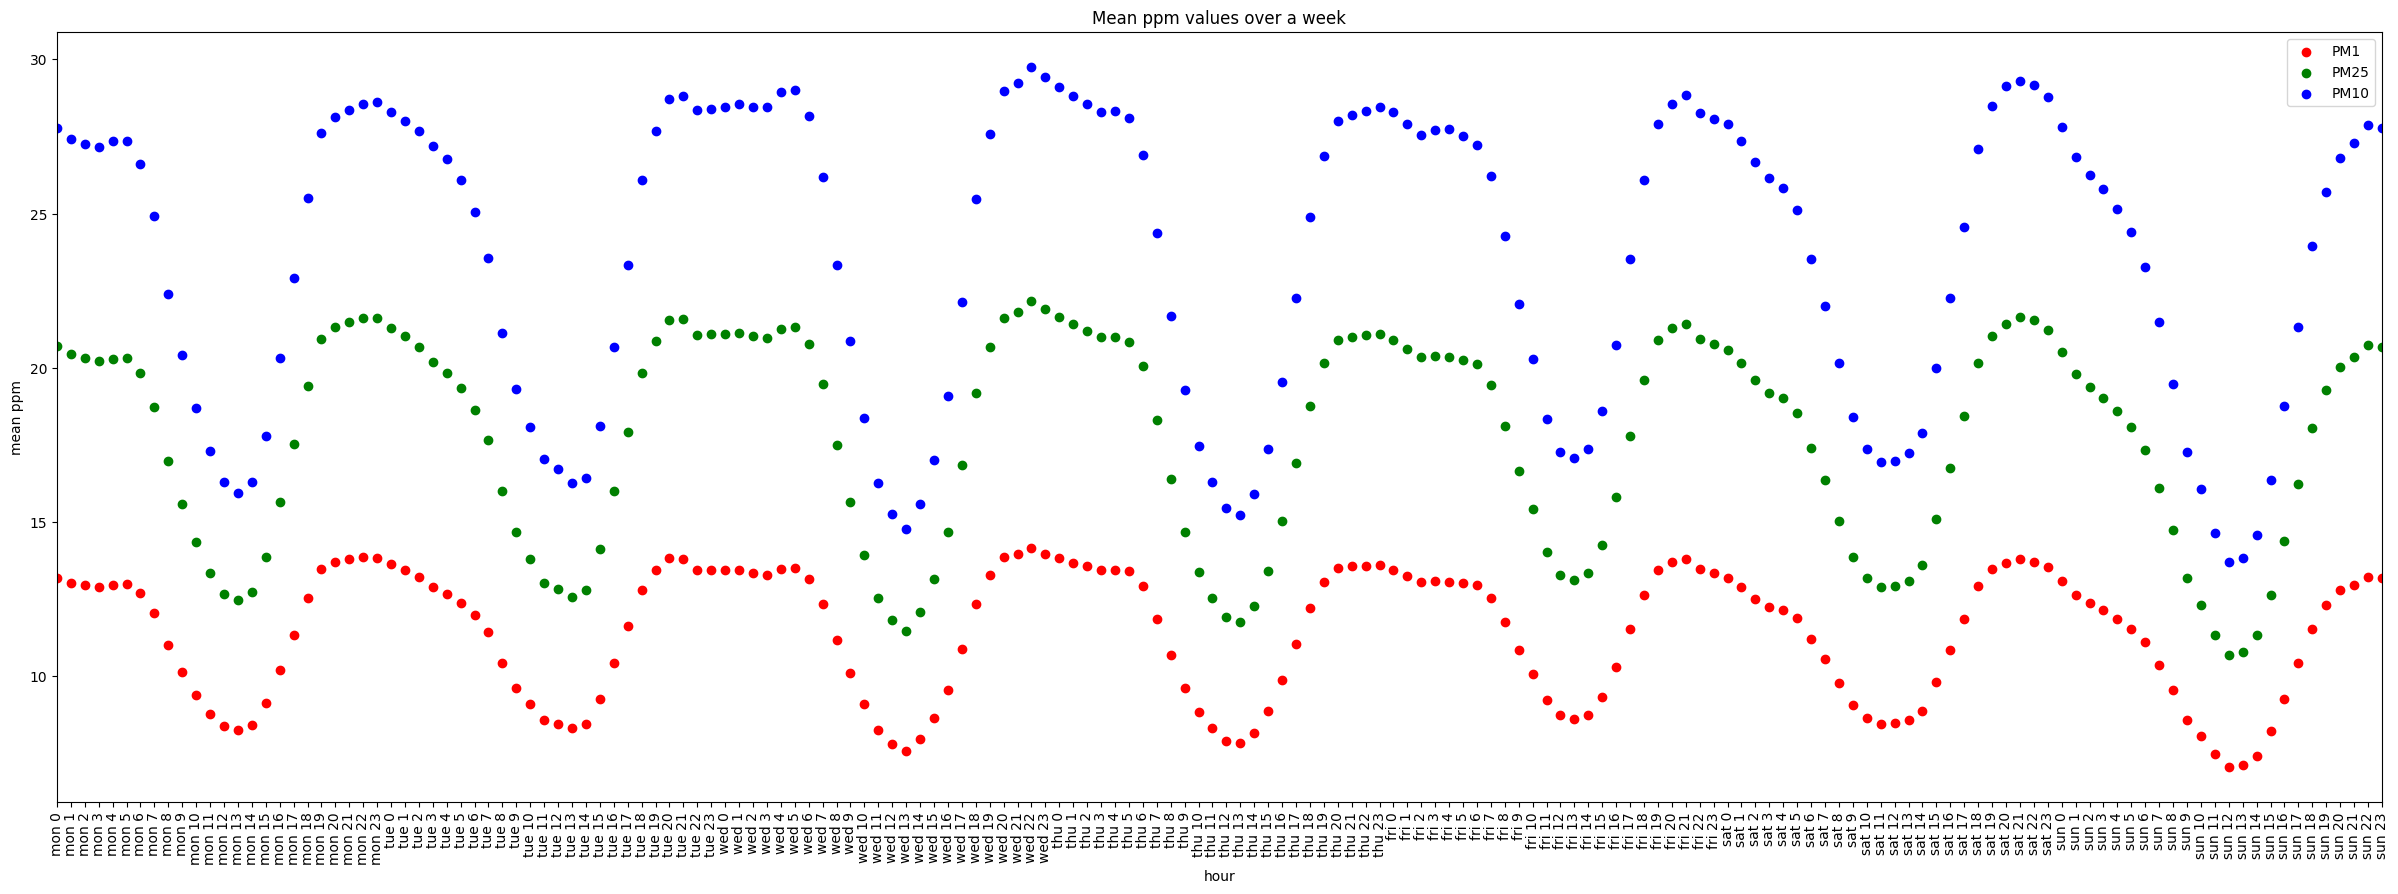 Mean ppm values over a week
PM1
PM25
PM10
30
25
20
15
10
mean ppm
mon 0
mon 1
mon 2
mon 3
mon 4
mon 5
mon 6
mon 7
mon 8
mon 9
mon 10
mon 11
mon 12
mon 13
mon 14
mon 15
mon 16
mon 17
mon 18
mon 19
mon 20
mon 21
mon 22
mon 23
tue 0
tue 1
tue 2
tue 3
tue 4
tue 5
tue 6
tue 7
tue 8
tue 9
tue 10
tue 11
tue 12
tue 13
tue 14
tue 15
tue 16
tue 17
tue 18
tue 19
tue 20
tue 21
tue 22
tue 23
wed 0
wed 1
wed 2
wed 3
wed 4
wed 5
wed 6
wed 7
wed 8
wed 9
wed 10
wed 11
wed 12
wed 13
wed 14
wed 15
wed 16
wed 17
wed 18
wed 19
wed 20
wed 21
wed 22
wed 23
thu 0
thu 1
thu 2
thu 3
thu 4
thu 5
thu 6
thu 7
thu 8
thu 9
thu 10
thu 11
thu 12
thu 13
thu 14
thu 15
thu 16
thu 17
thu 18
thu 19
thu 20
thu 21
thu 22
thu 23
fri 0
fri 1
fri 2
fri 3
fri 4
fri 5
fri 6
fri 7
fri 8
fri 9
fri 10
fri 11
fri 12
fri 13
fri 14
fri 15
fri 16
fri 17
fri 18
fri 19
fri 20
fri 21
fri 22
fri 23
sat 0
sat 1
sat 2
sat 3
sat 4
sat 5
sat 6
sat 7
sat 8
sat 9
sat 10
sat 11
sat 12
sat 13
sat 14
sat 15
sat 16
sat 17
sat 18
sat 19
sat 20
sat 21
sat 22
sat 23
sun 0
sun 1
sun 2
sun 3
sun 4
sun 5
sun 6
sun 7
sun 8
sun 9
sun 10
sun 11
sun 12
sun 13
sun 14
sun 15
sun 16
sun 17
sun 18
sun 19
sun 20
sun 21
sun 22
sun 23
hour